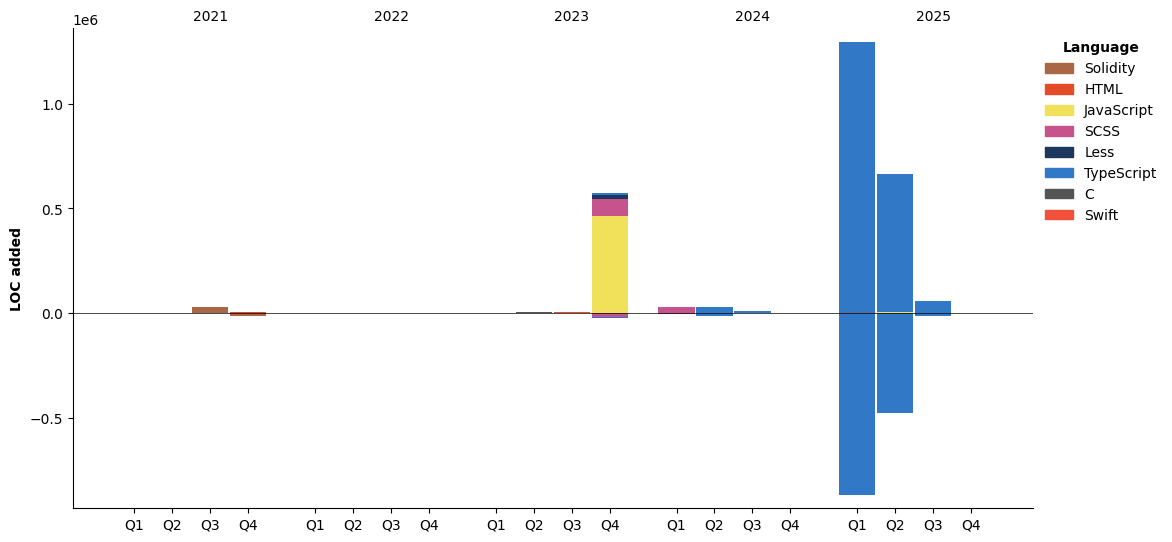 2021 2022 2023 2024 2025
1e6
Language
Solidity
HTML
JavaScript
SCSS
Less
TypeScript
C
Swift
LOC added
1.0
0.5
0.0
−0.5
Q1 Q2 Q3 Q4 Q1 Q2 Q3 Q4 Q1 Q2 Q3 Q4 Q1 Q2 Q3 Q4 Q1 Q2 Q3 Q4